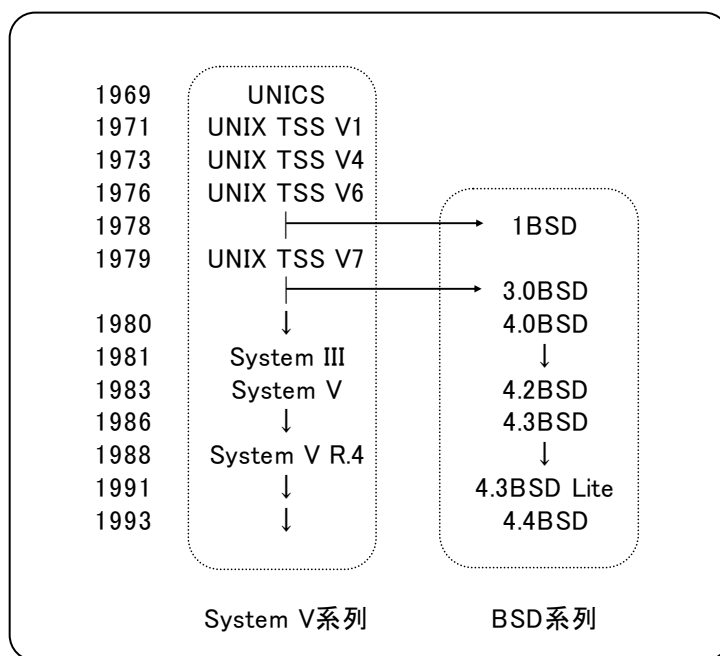 1969 UNICS
1971 UNIX TSS V1
1973 UNIX TSS V4
1976 UNIX TSS V6
1978 1BSD
1979 UNIX TSS V7
3.0BSD
1980 ↓ 4.0BSD
1981 System III ↓
1983 System V 4.2BSD
1986 ↓ 4.3BSD
1988 System V R.4 ↓
1991 ↓ 4.3BSD Lite
1993 ↓ 4.4BSD
System V系列 BSD系列